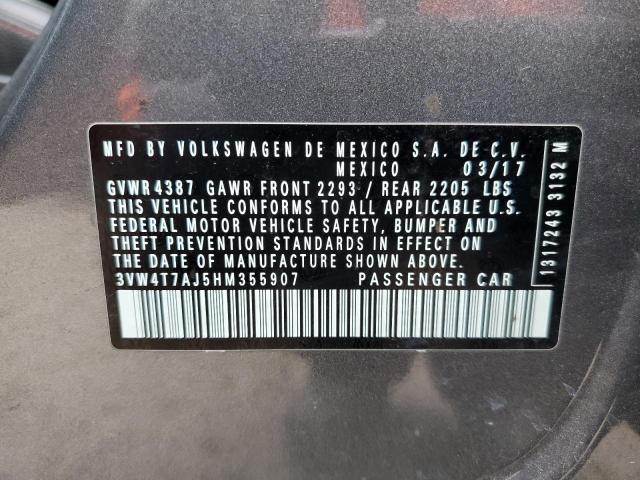 MFD BY VOLKSWAGEN DE MEXICO S.A. DE C.V.
MEXICO 03/17
GVWR 4387 GAWR FRONT 2293 / REAR 2205 LBS
THIS VEHICLE CONFORMS TO ALL APPLICABLE U.S.
FEDERAL MOTOR VEHICLE SAFETY, BUMPER AND
THEFT PREVENTION STANDARDS IN EFFECT ON
THE DATE OF MANUFACTURE SHOWN ABOVE.
3VW4T7AJ5HM355907 PASSENGER CAR
1317243 3132 M